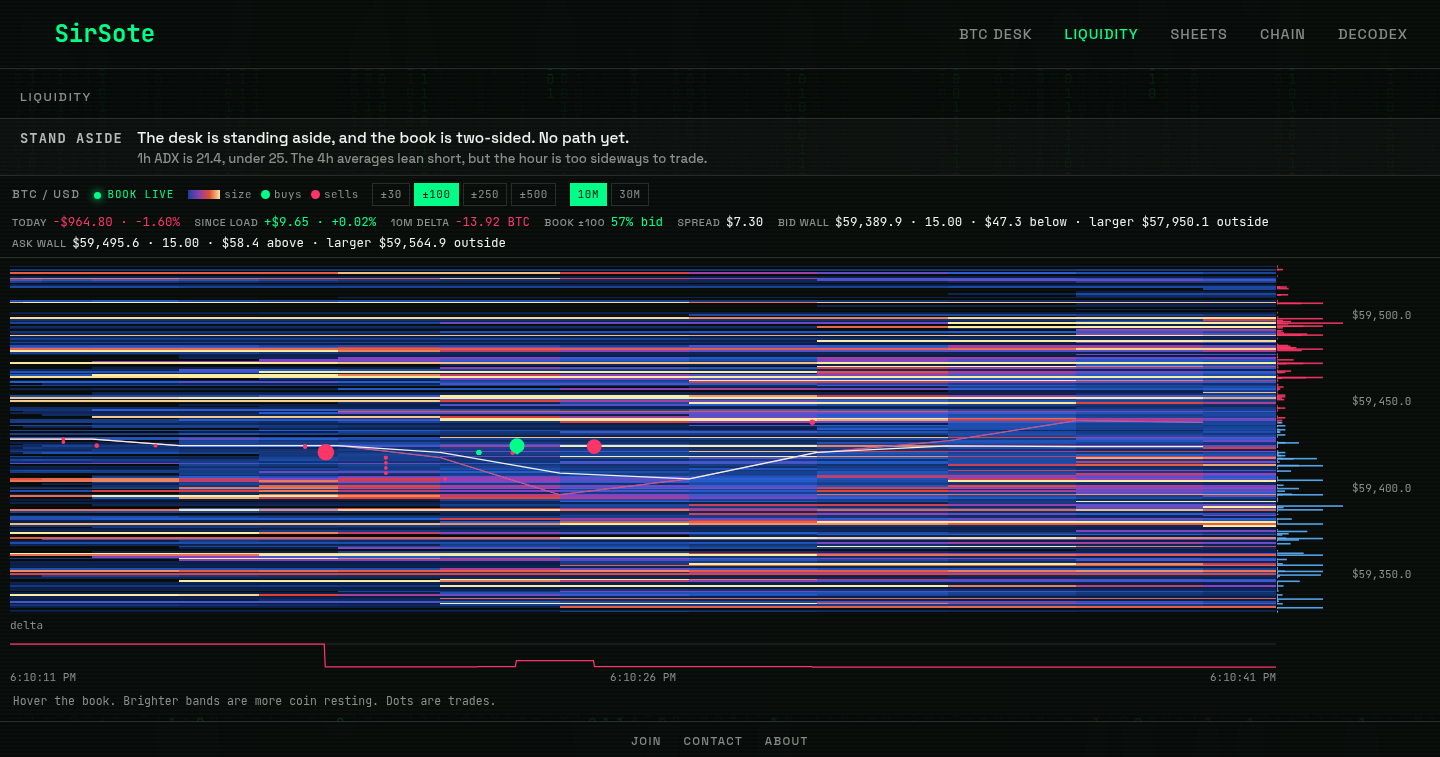 SirSote
BTC DESK LIQUIDITY SHEETS CHAIN DECODEX
LIQUIDITY
STAND ASIDE The desk is standing aside, and the book is two-sided. No path yet.
1h ADX is 21.4, under 25. The 4h averages lean short, but the hour is too sideways to trade.
BTC / USD BOOK LIVE size buys sells ±30 ±100 ±250 ±500 10M 30M
TODAY -$964.80 · -1.60% SINCE LOAD +$9.65 · +0.02% 10M DELTA -13.92 BTC BOOK ±100 57% bid SPREAD $7.30 BID WALL $59,389.9 · 15.00 · $47.3 below · larger $57,950.1 outside
ASK WALL $59,495.6 · 15.00 · $58.4 above · larger $59,564.9 outside
$59,500.0
$59,450.0
$59,400.0
$59,350.0
delta
6:10:11 PM 6:10:26 PM 6:10:41 PM
Hover the book. Brighter bands are more coin resting. Dots are trades.
JOIN CONTACT ABOUT